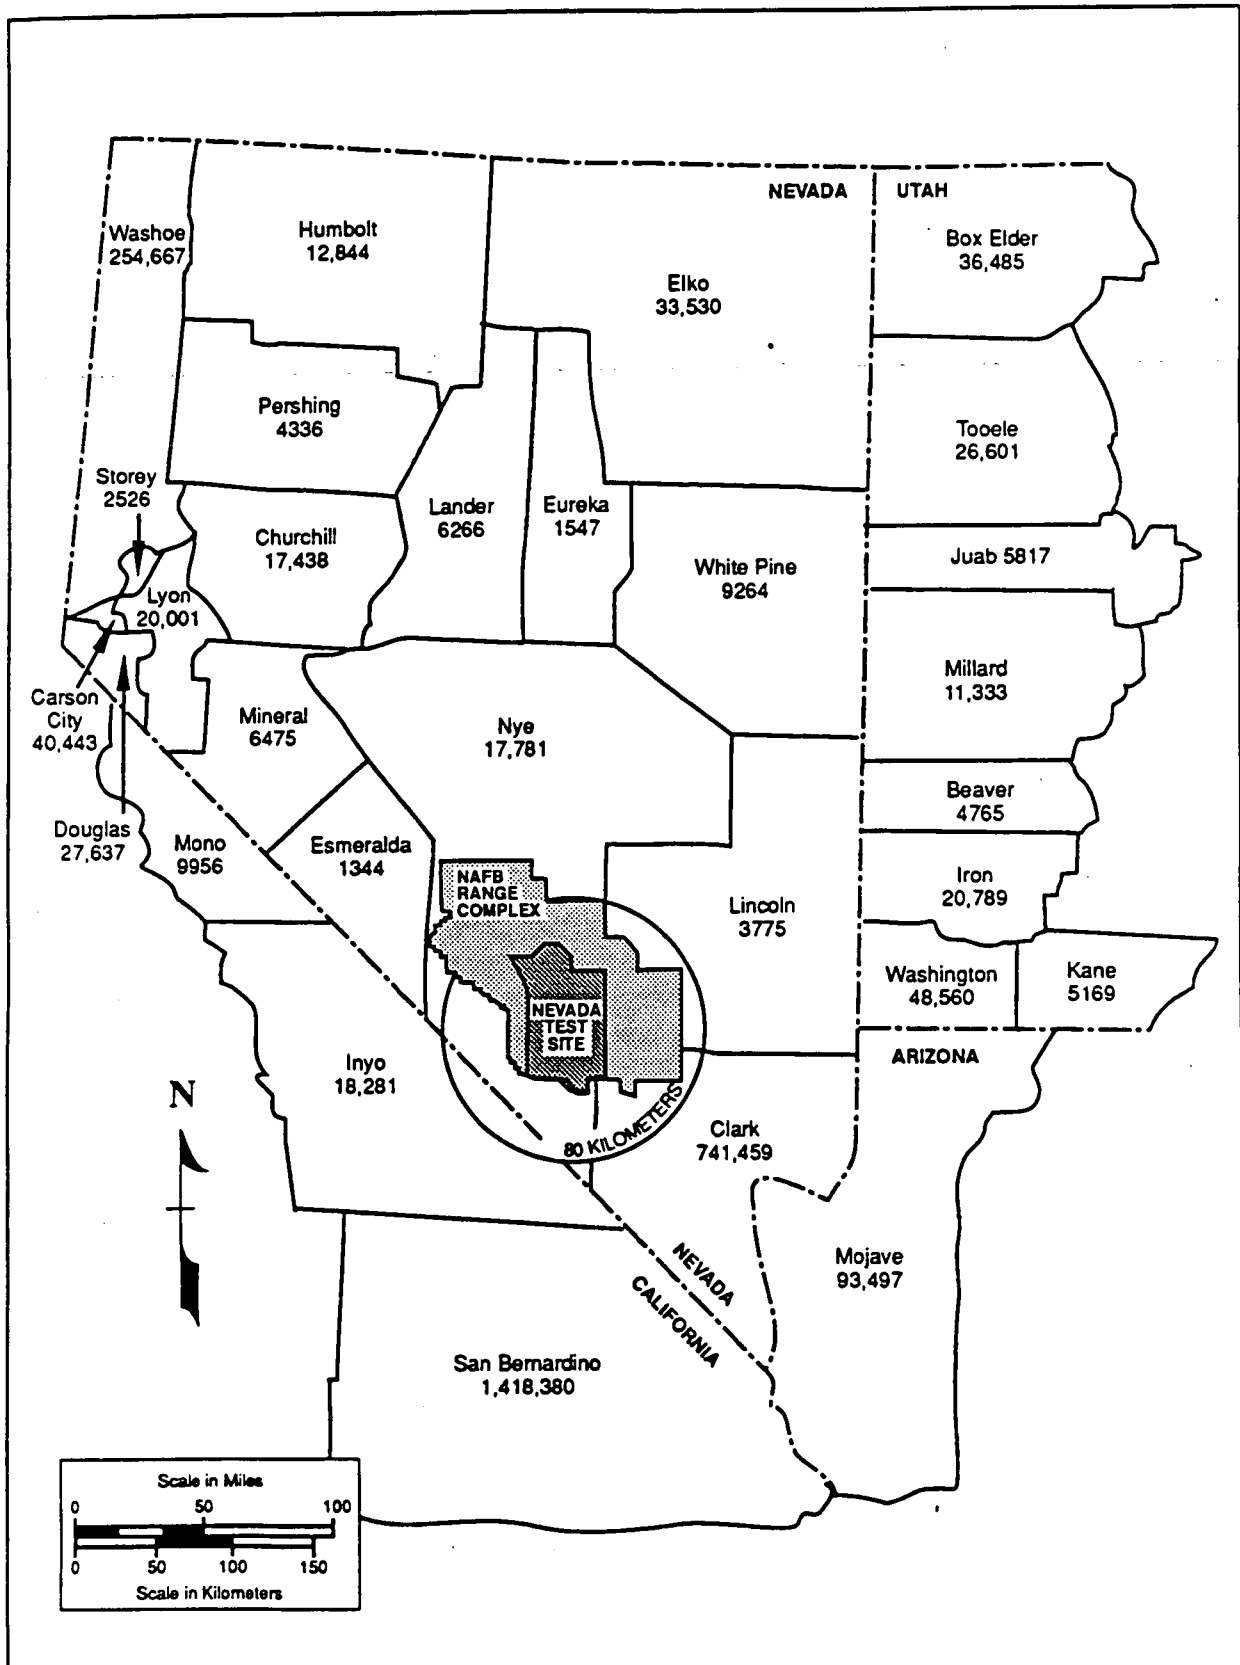 NEVADA
UTAH
Washoe
254,667
Humbolt
12,844
Elko
33,530
Box Elder
36,485
Pershing
4336
Tooele
26,601
Storey
2526
Churchill
17,438
Lander
6266
Eureka
1547
White Pine
9264
Juab 5817
Lyon
20,001
Carson
City
40,443
Mineral
6475
Nye
17,781
Millard
11,333
Douglas
27,637
Mono
9956
Esmeralda
1344
Beaver
4765
NAFB
RANGE
COMPLEX
Lincoln
3775
Iron
20,789
Washington
48,560
Kane
5169
NEVADA
TEST
SITE
ARIZONA
Inyo
18,281
N
80 KILOMETERS
Clark
741,459
NEVADA
CALIFORNIA
Mojave
93,497
San Bernardino
1,418,380
Scale in Miles
0 50 100
0 50 100 150
Scale in Kilometers